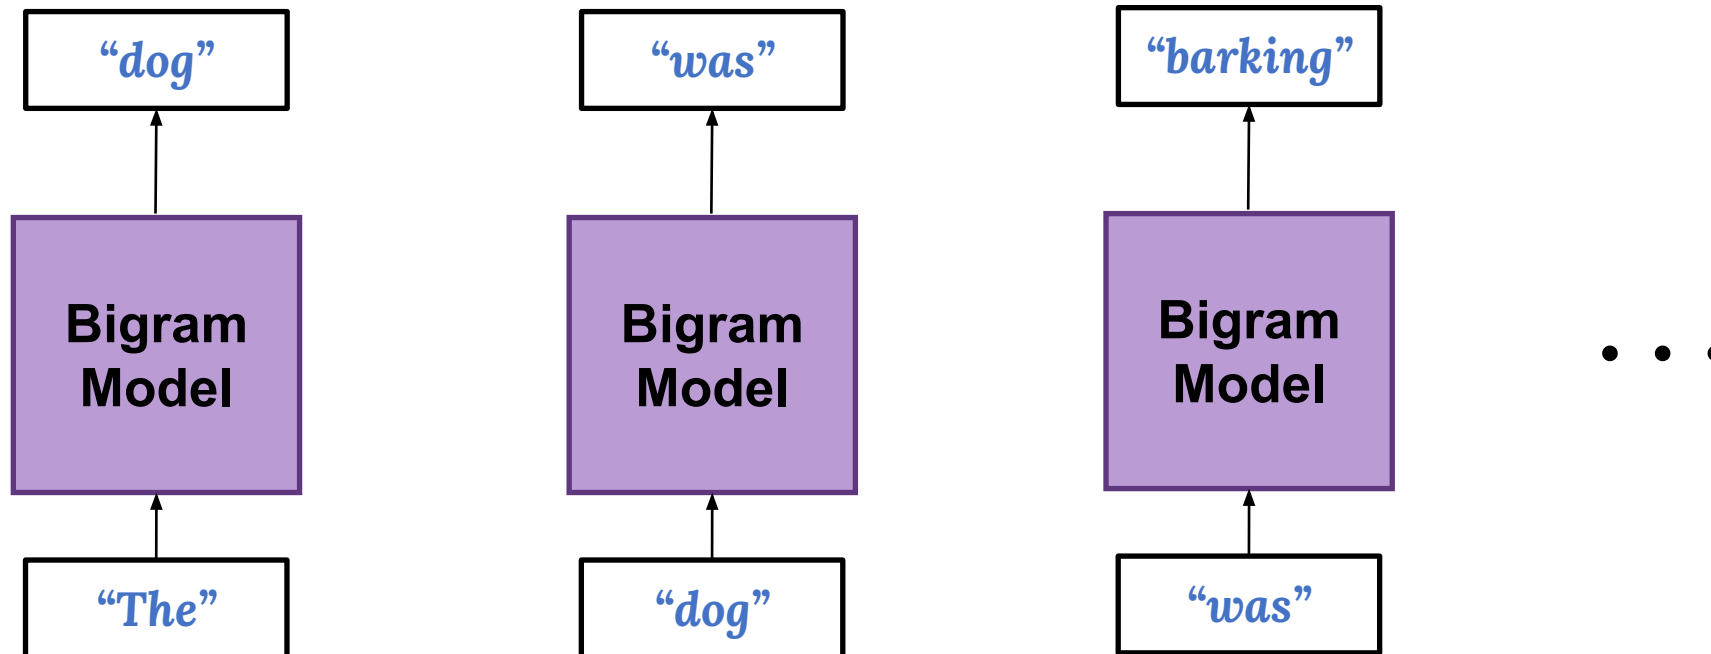 “dog”
“was”
“barking”
Bigram
Model
Bigram
Model
Bigram
Model
. . .
“The”
“dog”
“was”